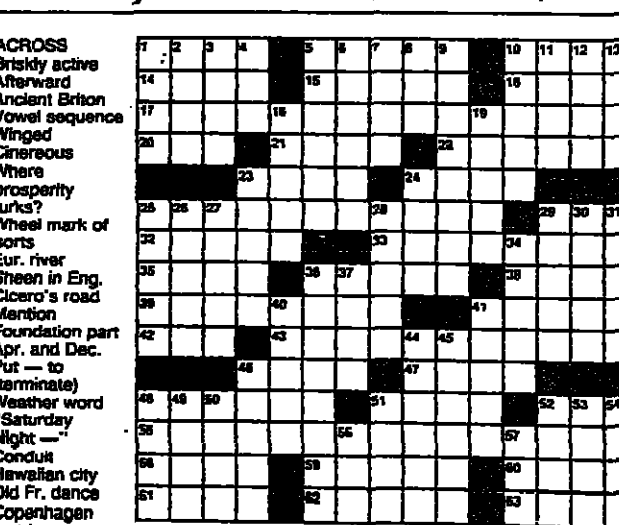 ACROSS
Briskly active
Afterward
Ancient Briton
Vowel sequence
Winged
Cinereous
Where
prosperity
lurks?
Wheel mark of
sorts
Eur. river
Sheen in Eng.
Cicero's road
Mention
Foundation part
Apr. and Dec.
Put — to
terminate)
Weather word
"Saturday
Night —"
Conduit
Hawaiian city
Old Fr. dance
Copenhagen
1 2 3 4 5 6 7 8 9 10 11 12 13
14 15 16
17 18 19
20 21 22
23 24
25 26 27 28 29 30 31
32 33 34
35 36 37 38
39 40 41
42 43 44 45
46 47
48 49 50 51 52 53 54
55 56 57
58 59 60
61 62 63